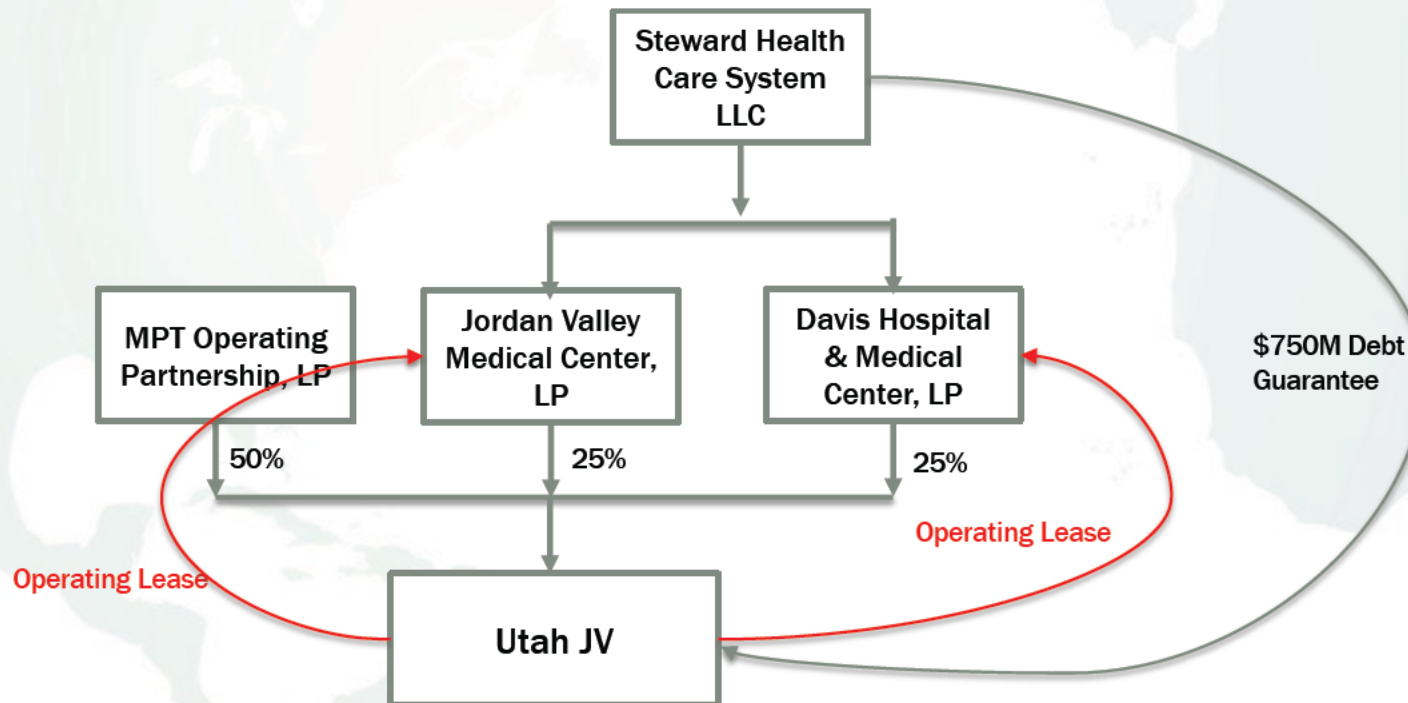 Steward Health
Care System
LLC
MPT Operating
Partnership, LP
Jordan Valley
Medical Center,
LP
Davis Hospital
& Medical
Center, LP
$750M Debt
Guarantee
50%
25%
25%
Operating Lease
Operating Lease
Utah JV